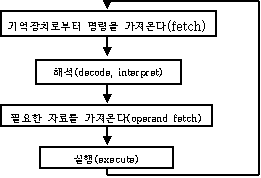 기억장치로부터 명령을 가져온다(fetch)
해석(decode, interpret)
필요한 자료를 가져온다(operand fetch)
실행(execute)